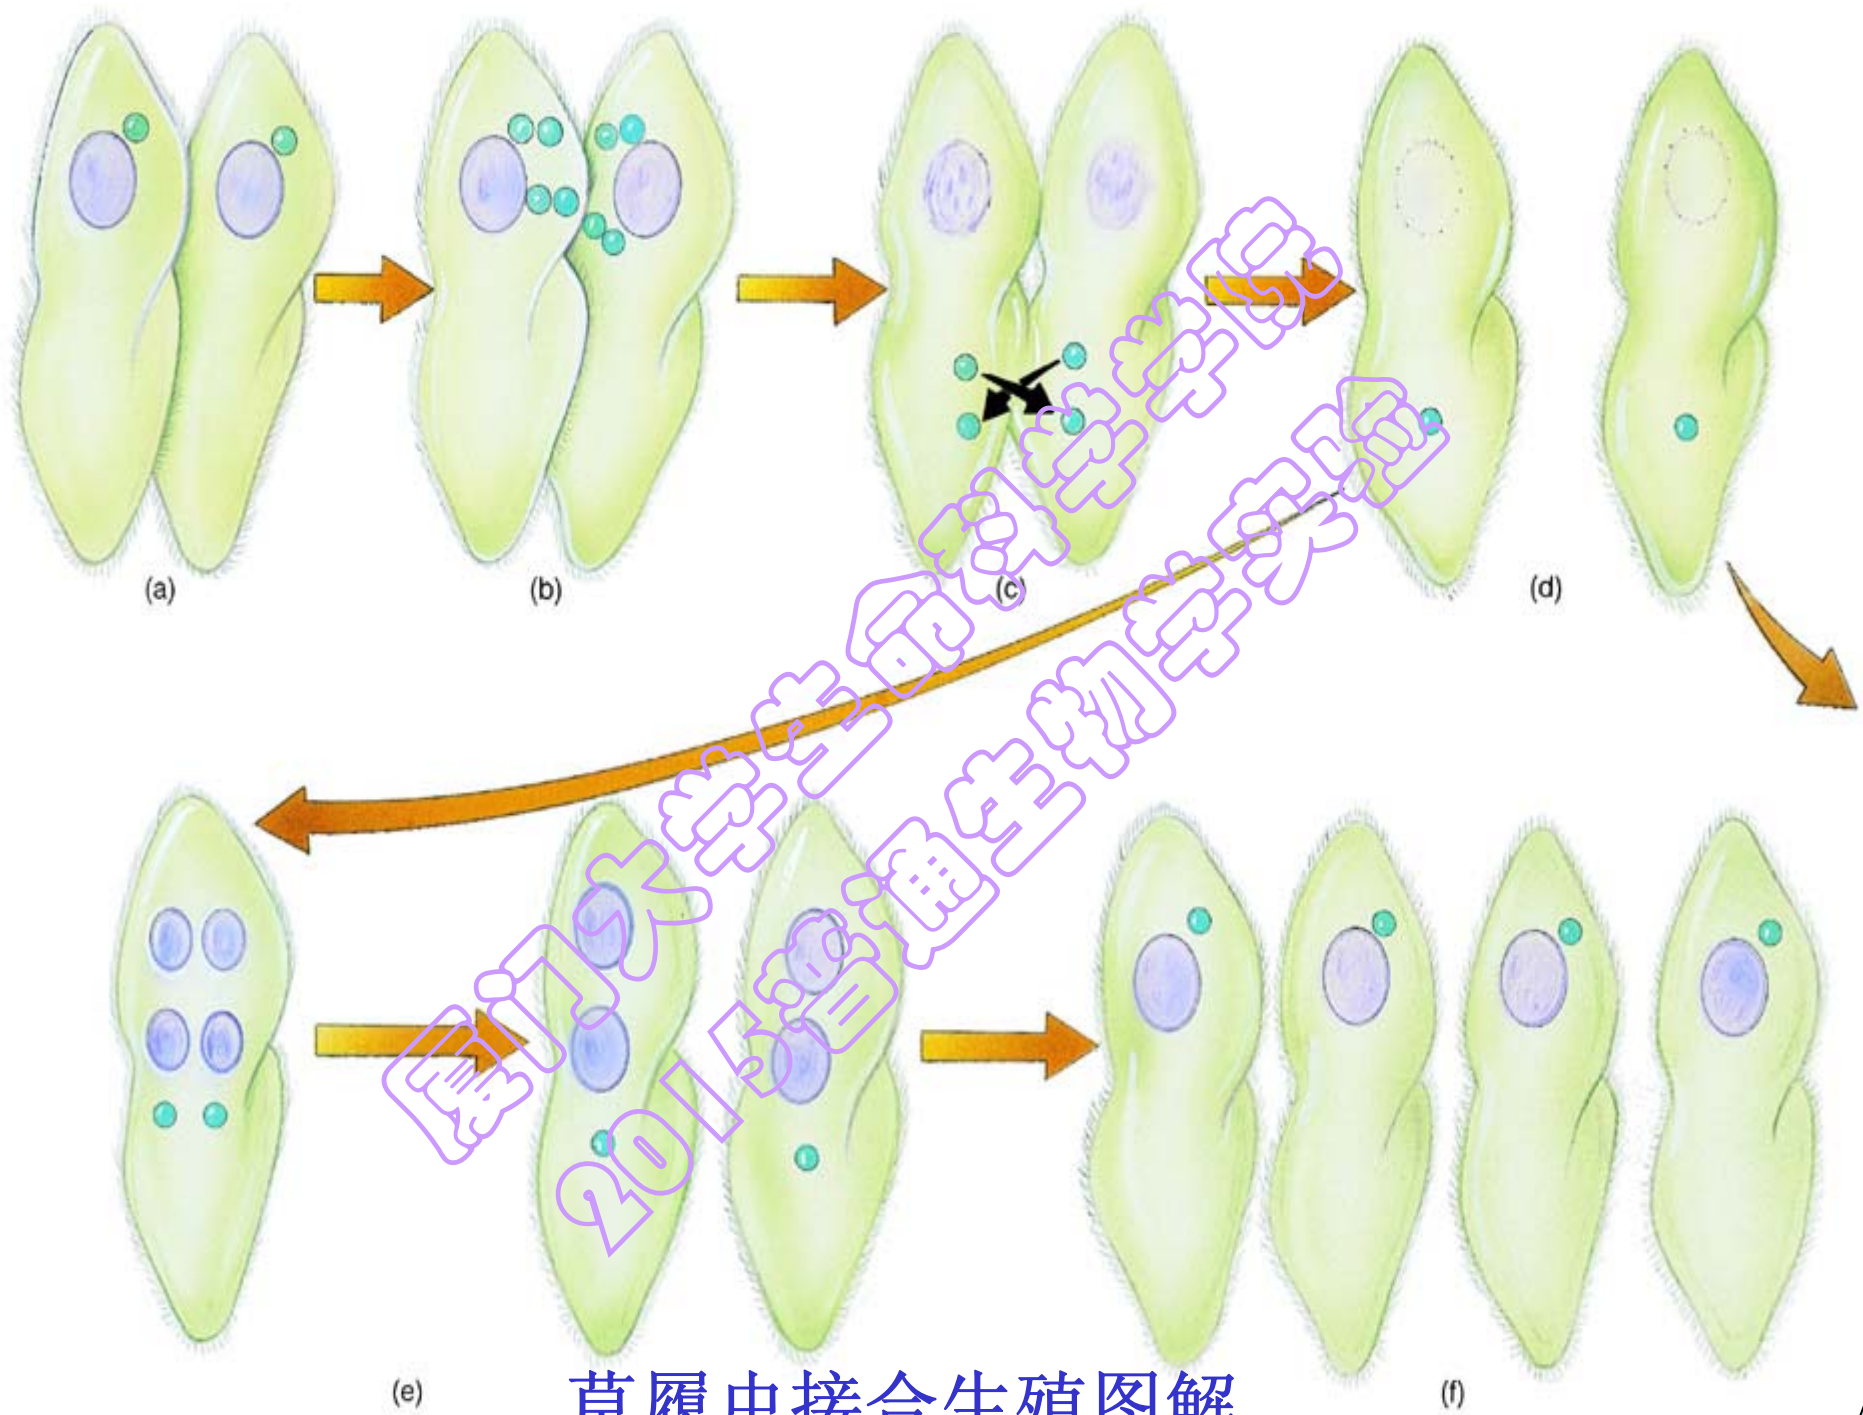 (a)
(b)
(c)
(d)
厦门大学生命科学学院
2015普通生物学实验
(e)
草履虫接合生殖图解
(f)